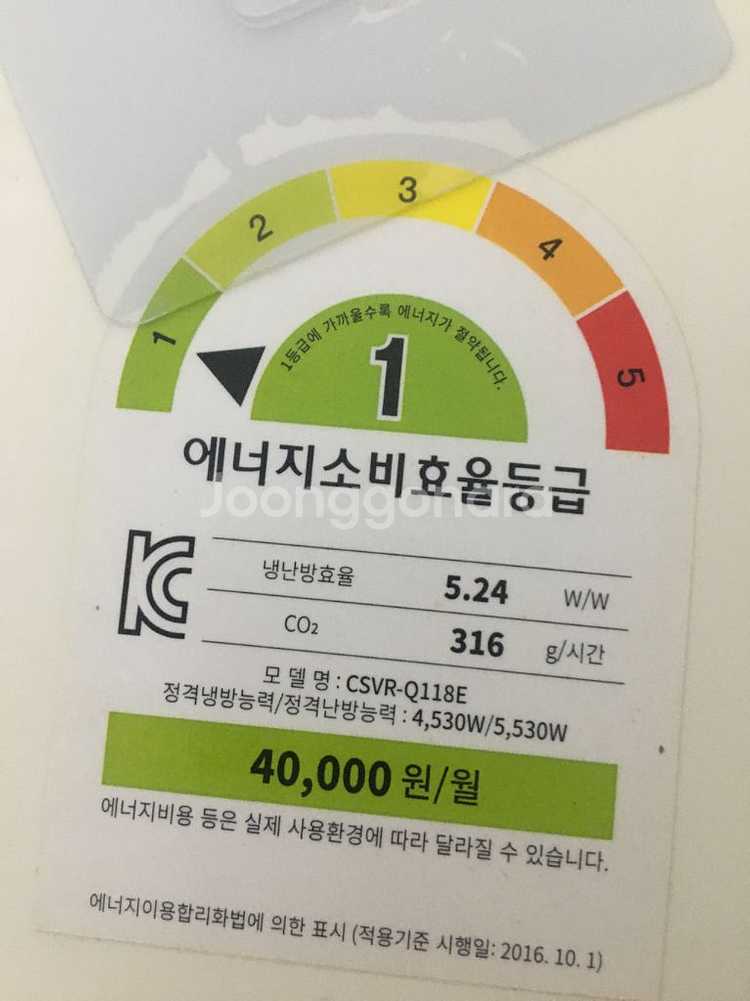 1
2
3
4
5
1등급에 가까울수록 에너지가 절약됩니다.
1
에너지소비효율등급
Joonggonara
냉난방효율 5.24 W/W
CO₂ 316 g/시간
모 델 명 : CSVR-Q118E
정격냉방능력/정격난방능력 : 4,530W/5,530W
40,000 원/월
에너지비용 등은 실제 사용환경에 따라 달라질 수 있습니다.
에너지이용합리화법에 의한 표시 (적용기준 시행일: 2016. 10. 1)